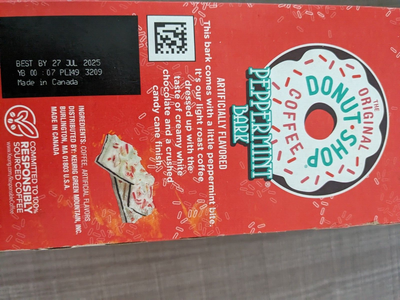 THE
ORIGINAL
DONUT SHOP
COFFEE
PEPPERMINT
BARK
ARTIFICIALLY FLAVORED
This bark comes with a little peppermint bite.
It's our light roast coffee
dressed up with the
taste of creamy white
chocolate and a crushed
candy cane finish.
BEST BY 27 JUL 2025
YB 00:07 PL149 3209
Made in Canada
INGREDIENTS: COFFEE, ARTIFICIAL FLAVORS
DISTRIBUTED BY: KEURIG GREEN MOUNTAIN, INC.
BURLINGTON, MA 01803 U.S.A.
MADE IN CANADA.
COMMITTED TO 100%
RESPONSIBLY
SOURCED COFFEE